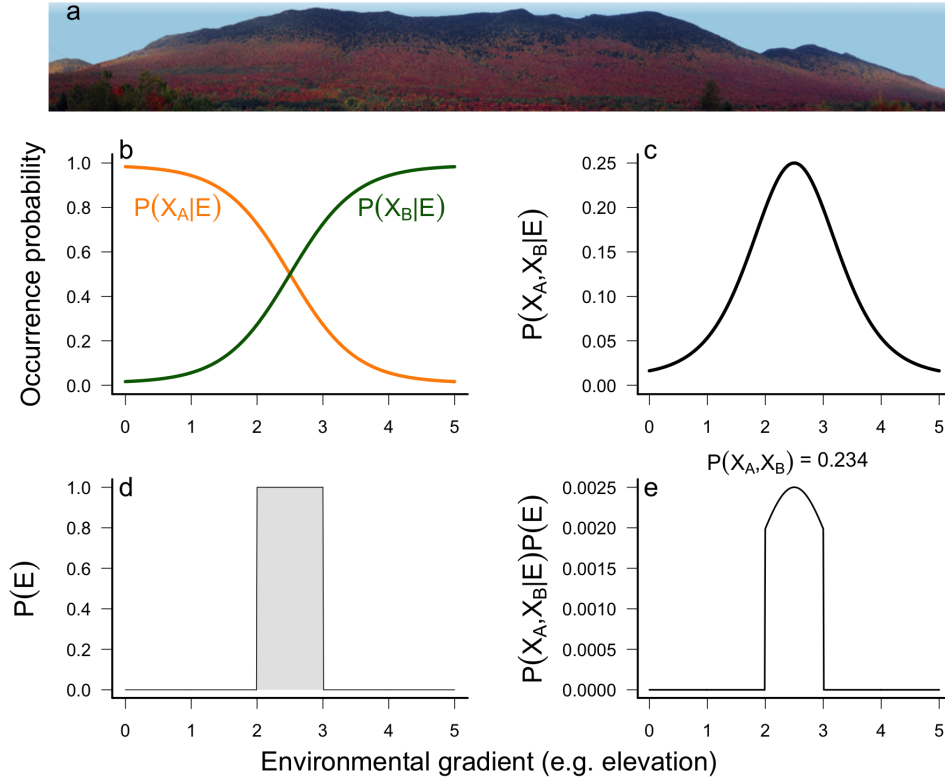 a
b
1.0
0.8
0.6
0.4
0.2
0.0
Occurrence probability
P(X_A|E)
P(X_B|E)
0 1 2 3 4 5
c
0.25
0.20
0.15
0.10
0.05
0.00
P(X_A,X_B|E)
0 1 2 3 4 5
d
1.0
0.8
0.6
0.4
0.2
0.0
P(E)
0 1 2 3 4 5
P(X_A,X_B) = 0.234
e
0.0025
0.0020
0.0015
0.0010
0.0005
0.0000
P(X_A,X_B|E)P(E)
0 1 2 3 4 5
Environmental gradient (e.g. elevation)